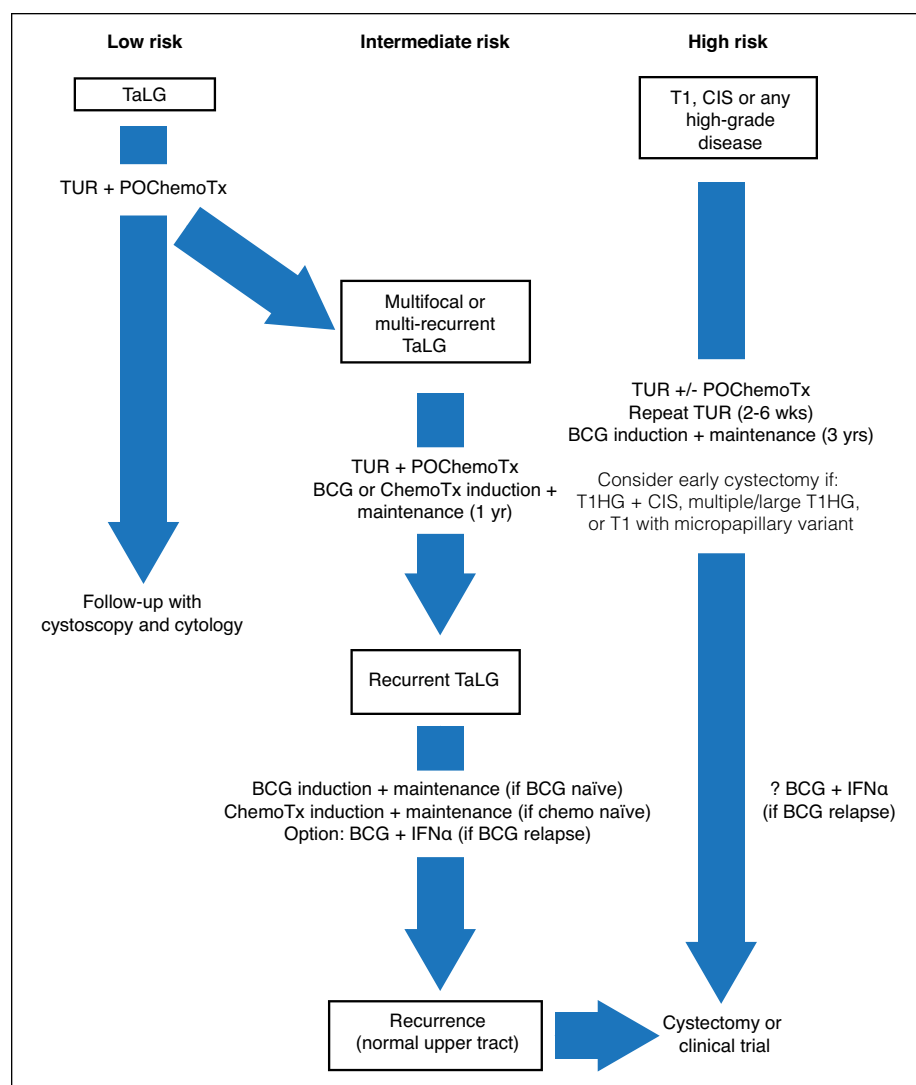 Low risk
Intermediate risk
High risk
TaLG
T1, CIS or any
high-grade
disease
TUR + POChemoTx
Multifocal or
multi-recurrent
TaLG
TUR +/- POChemoTx
Repeat TUR (2-6 wks)
BCG induction + maintenance (3 yrs)
TUR + POChemoTx
BCG or ChemoTx induction +
maintenance (1 yr)
Consider early cystectomy if:
T1HG + CIS, multiple/large T1HG,
or T1 with micropapillary variant
Follow-up with
cystoscopy and cytology
Recurrent TaLG
BCG induction + maintenance (if BCG naïve)
ChemoTx induction + maintenance (if chemo naïve)
Option: BCG + IFNα (if BCG relapse)
? BCG + IFNα
(if BCG relapse)
Recurrence
(normal upper tract)
Cystectomy or
clinical trial